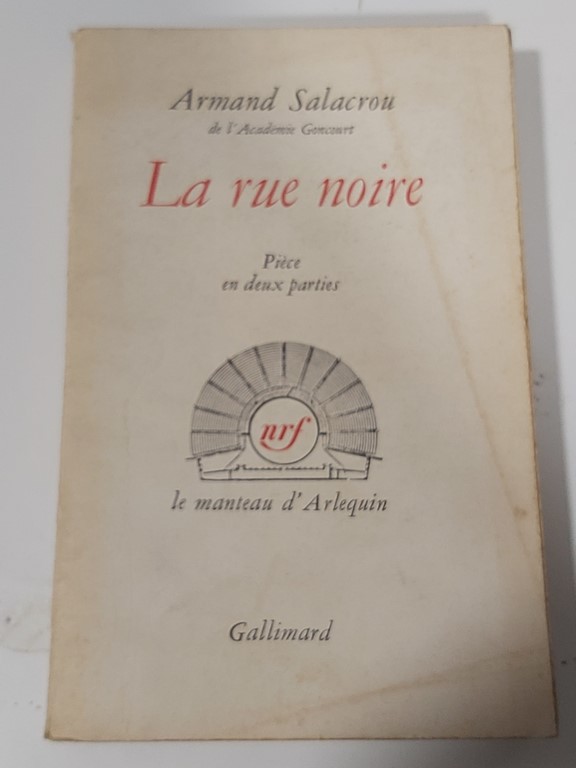 Armand Salacrou
de l'Académie Goncourt
La rue noire
Pièce
en deux parties
nrf
le manteau d'Arlequin
Gallimard